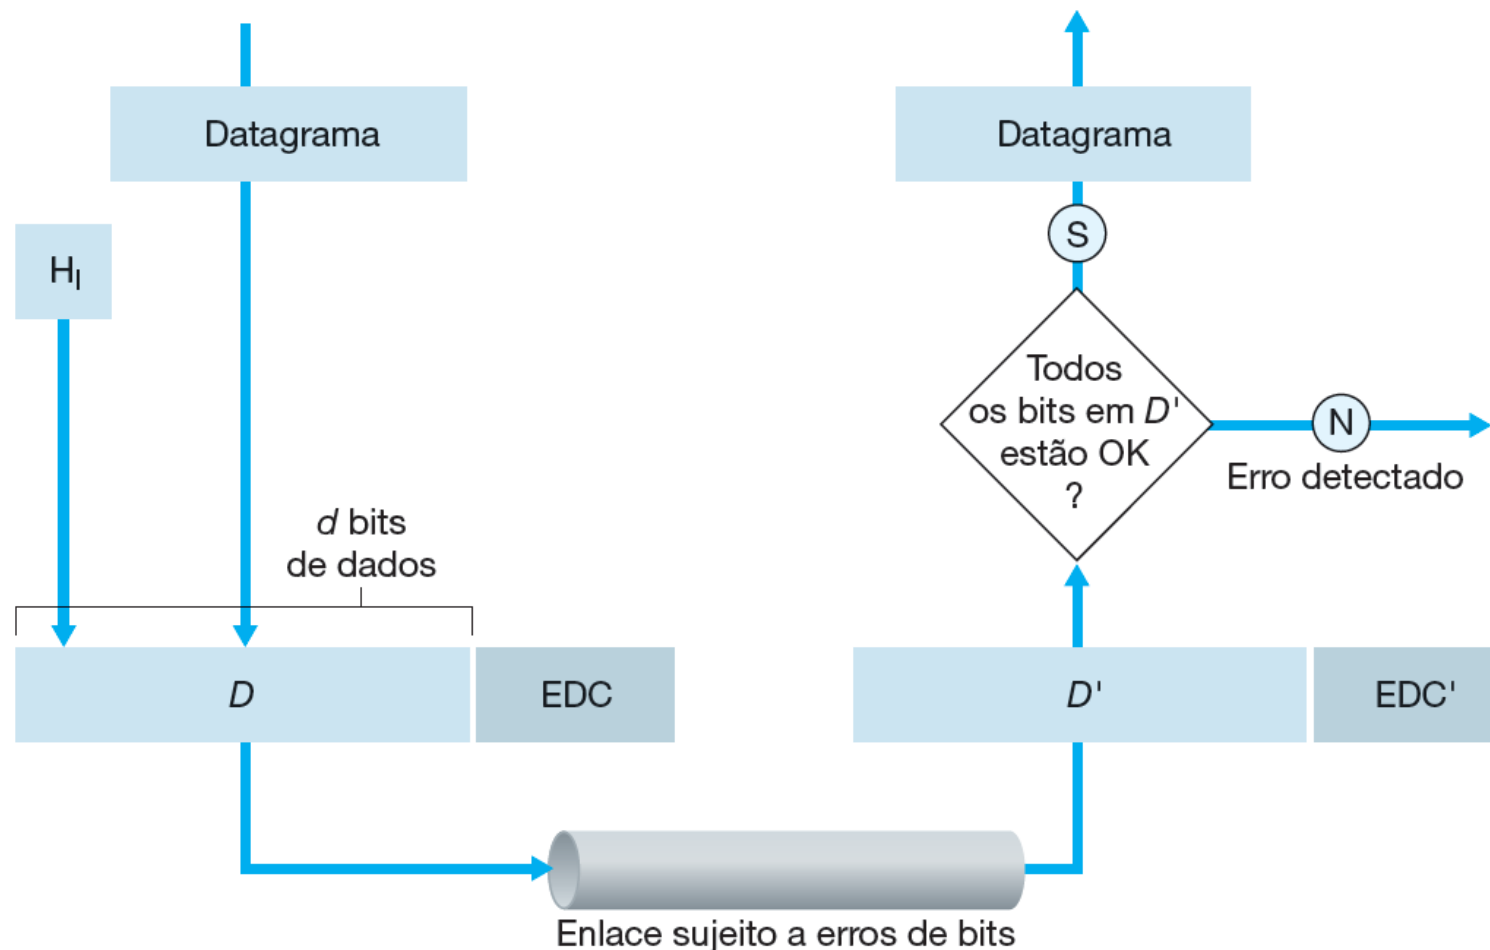 Datagrama
H_l
d bits
de dados
D
EDC
Enlace sujeito a erros de bits
Datagrama
S
Todos
os bits em D'
estão OK
?
N
Erro detectado
D'
EDC'